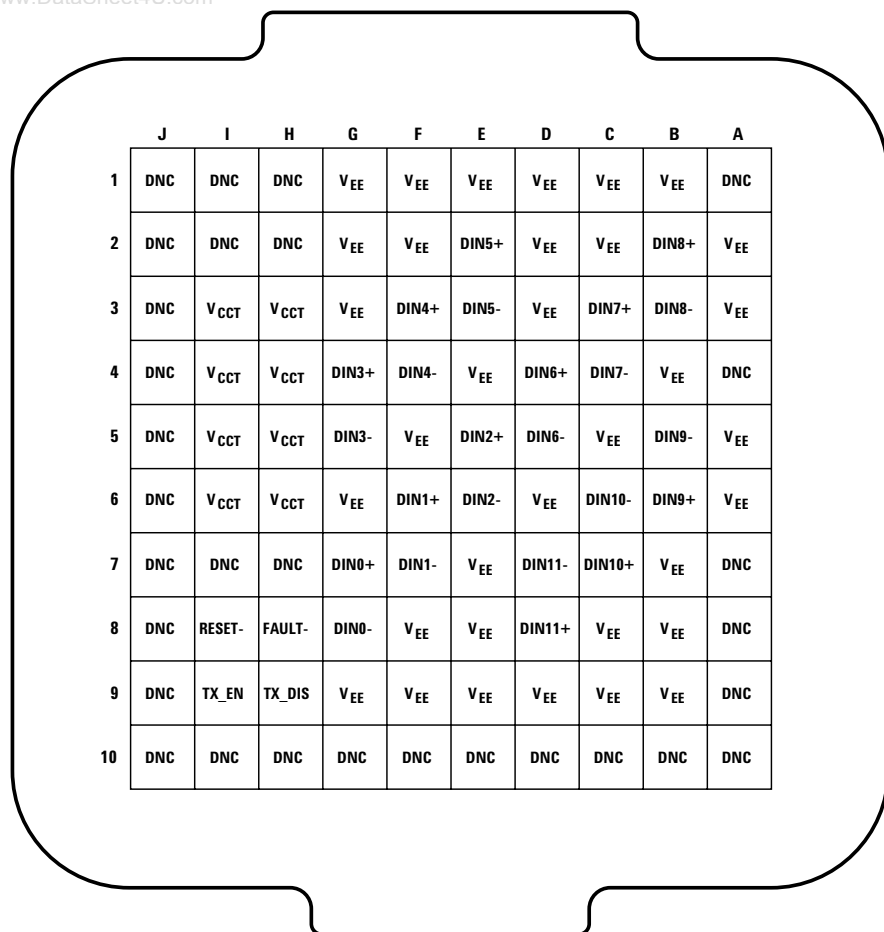 www.DataSheet4U.com
J I H G F E D C B A
1 DNC DNC DNC VEE VEE VEE VEE VEE VEE DNC
2 DNC DNC DNC VEE VEE DIN5+ VEE VEE DIN8+ VEE
3 DNC VCCT VCCT VEE DIN4+ DIN5- VEE DIN7+ DIN8- VEE
4 DNC VCCT VCCT DIN3+ DIN4- VEE DIN6+ DIN7- VEE DNC
5 DNC VCCT VCCT DIN3- VEE DIN2+ DIN6- VEE DIN9- VEE
6 DNC VCCT VCCT VEE DIN1+ DIN2- VEE DIN10- DIN9+ VEE
7 DNC DNC DNC DIN0+ DIN1- VEE DIN11- DIN10+ VEE DNC
8 DNC RESET- FAULT- DIN0- VEE VEE DIN11+ VEE VEE DNC
9 DNC TX_EN TX_DIS VEE VEE VEE VEE VEE VEE DNC
10 DNC DNC DNC DNC DNC DNC DNC DNC DNC DNC